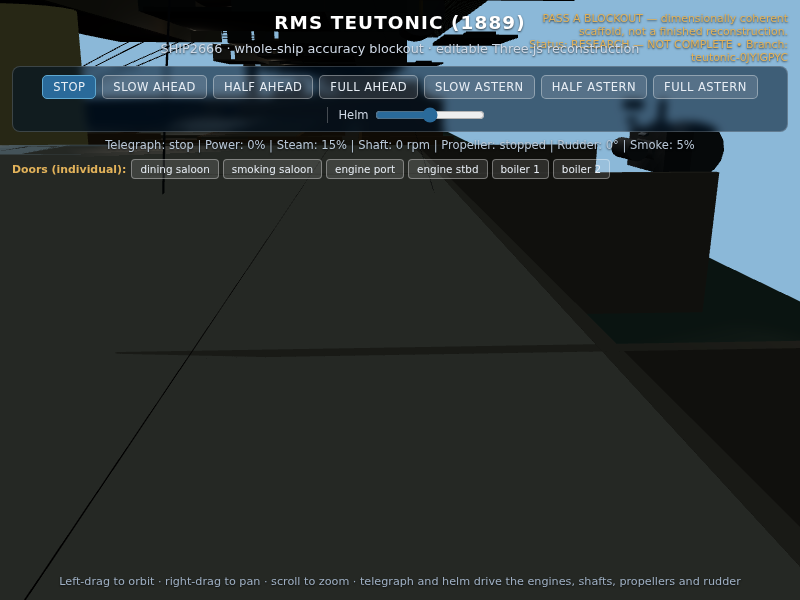 RMS TEUTONIC (1889)
SHIP2666 · whole-ship accuracy blockout · editable Three.js reconstruction
PASS A BLOCKOUT — dimensionally coherent
scaffold, not a finished reconstruction.
Status: RESEARCH — NOT COMPLETE • Branch:
teutonic-0JYIGPYC
STOP
SLOW AHEAD
HALF AHEAD
FULL AHEAD
SLOW ASTERN
HALF ASTERN
FULL ASTERN
Helm
Telegraph: stop | Power: 0% | Steam: 15% | Shaft: 0 rpm | Propeller: stopped | Rudder: 0° | Smoke: 5%
Doors (individual):
dining saloon
smoking saloon
engine port
engine stbd
boiler 1
boiler 2
Left-drag to orbit · right-drag to pan · scroll to zoom · telegraph and helm drive the engines, shafts, propellers and rudder